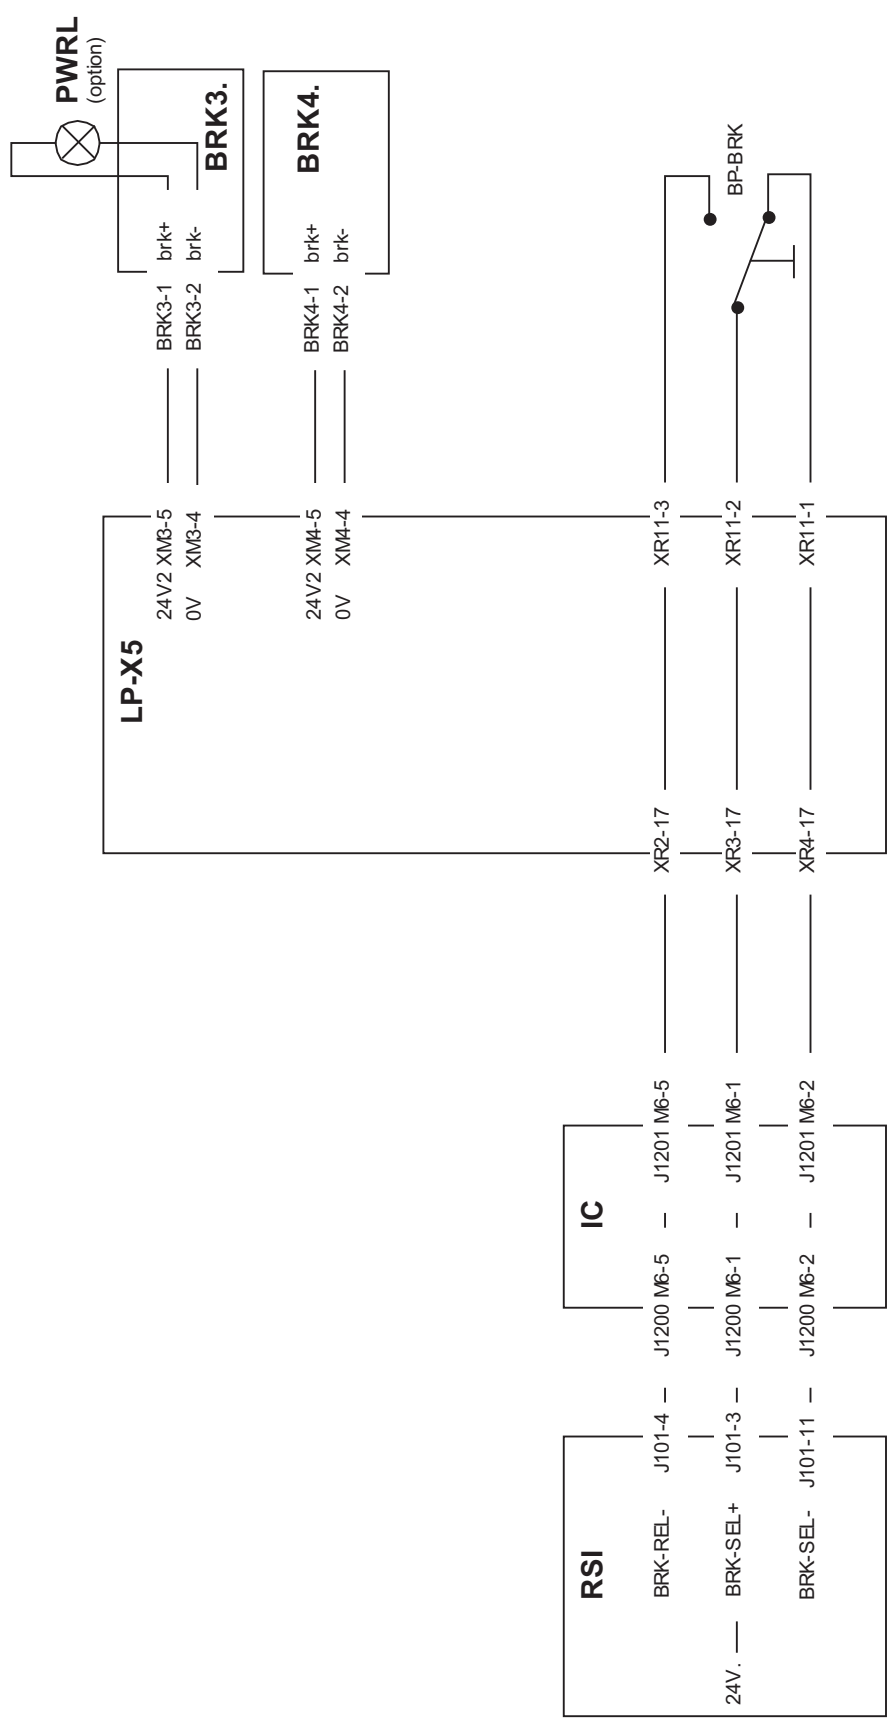 PWRL
(option)
BRK3.
BRK4.
brk+
brk-
brk+
brk-
BRK3-1
BRK3-2
BRK4-1
BRK4-2
BP-BRK
24V2 XM3-5
0V XM3-4
24V2 XM4-5
0V XM4-4
XR11-3
XR11-2
XR11-1
LP-X5
XR2-17
XR3-17
XR4-17
J1201 M6-5
J1201 M6-1
J1201 M6-2
IC
J1200 M6-5
J1200 M6-1
J1200 M6-2
J101-4
J101-3
J101-11
RSI
BRK-REL-
BRK-SEL+
BRK-SEL-
24V.